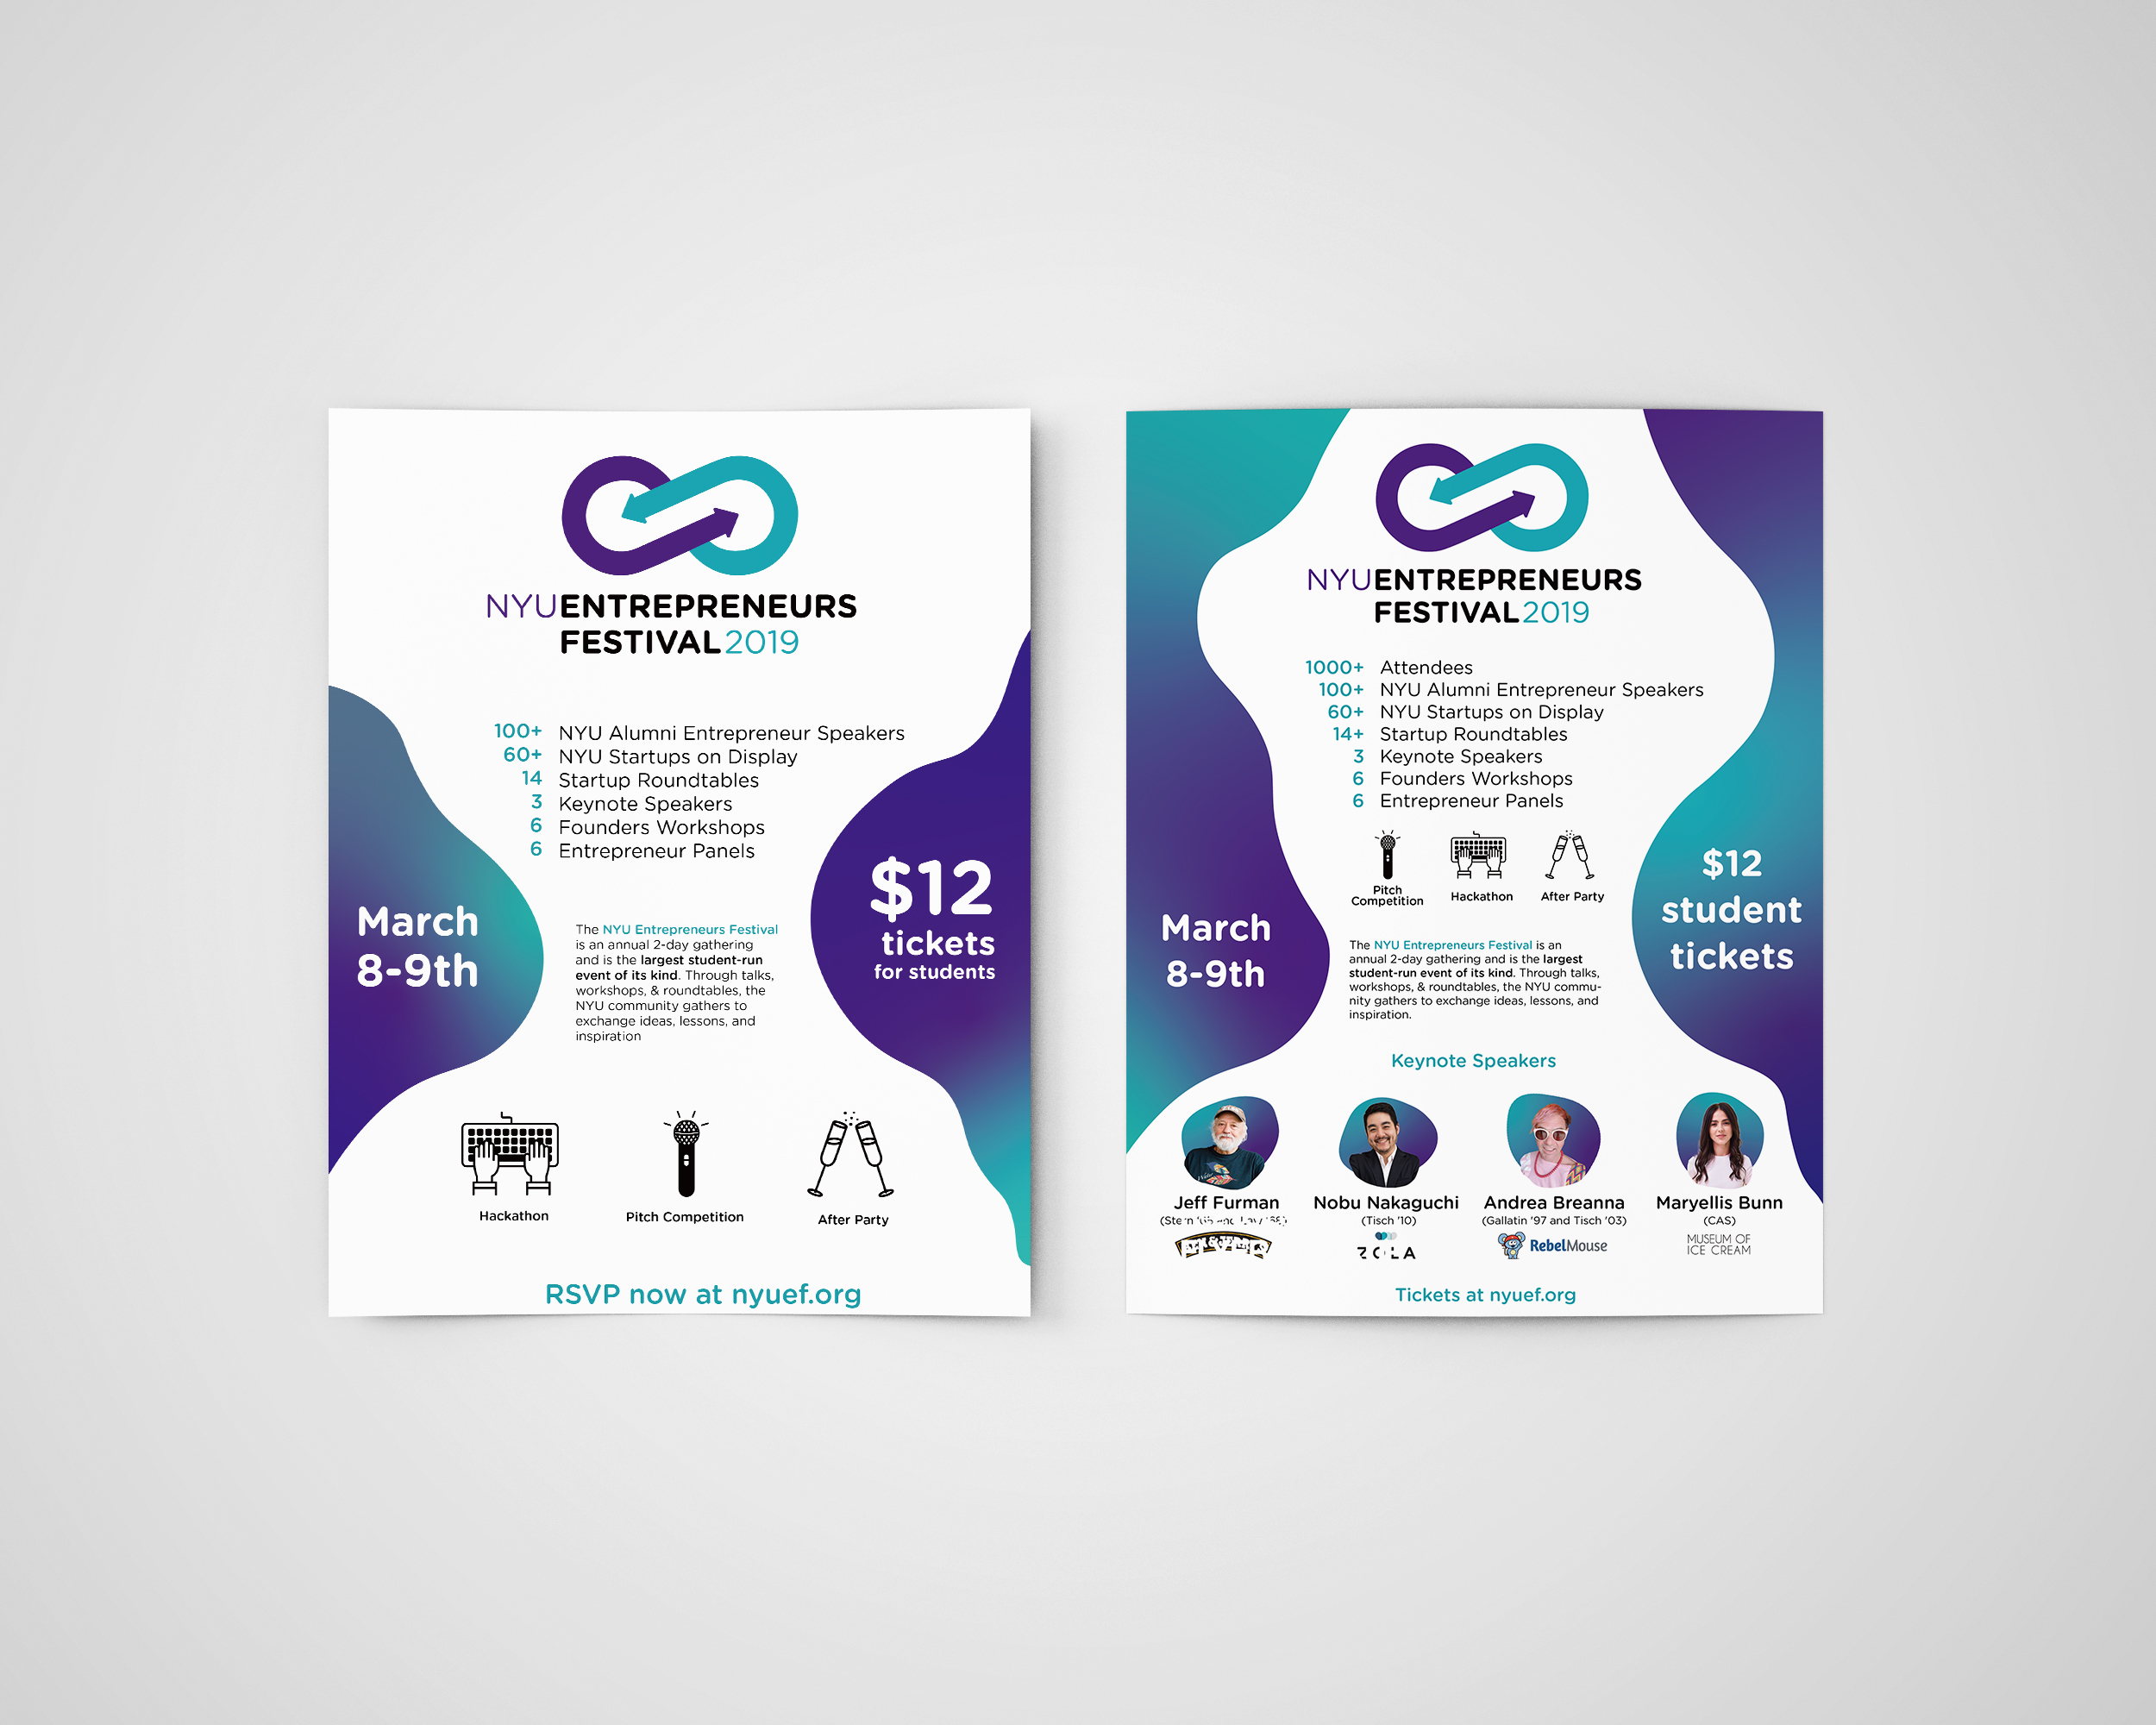 NYUENTREPRENEURS
FESTIVAL2019
100+ NYU Alumni Entrepreneur Speakers
60+ NYU Startups on Display
14 Startup Roundtables
3 Keynote Speakers
6 Founders Workshops
6 Entrepreneur Panels
March
8-9th
The NYU Entrepreneurs Festival
is an annual 2-day gathering
and is the largest student-run
event of its kind. Through talks,
workshops, & roundtables, the
NYU community gathers to
exchange ideas, lessons, and
inspiration
$12
tickets
for students
Hackathon
Pitch Competition
After Party
RSVP now at nyuef.org
NYUENTREPRENEURS
FESTIVAL2019
1000+ Attendees
100+ NYU Alumni Entrepreneur Speakers
60+ NYU Startups on Display
14+ Startup Roundtables
3 Keynote Speakers
6 Founders Workshops
6 Entrepreneur Panels
Pitch
Competition
Hackathon
After Party
March
8-9th
The NYU Entrepreneurs Festival is an
annual 2-day gathering and is the largest
student-run event of its kind. Through talks,
workshops, & roundtables, the NYU commu-
nity gathers to exchange ideas, lessons, and
inspiration.
$12
student
tickets
Keynote Speakers
Jeff Furman
Nobu Nakaguchi
(Tisch '10)
ZOLA
Andrea Breanna
(Gallatin '97 and Tisch '03)
RebelMouse
Maryellis Bunn
(CAS)
MUSEUM OF
ICE CREAM
Tickets at nyuef.org